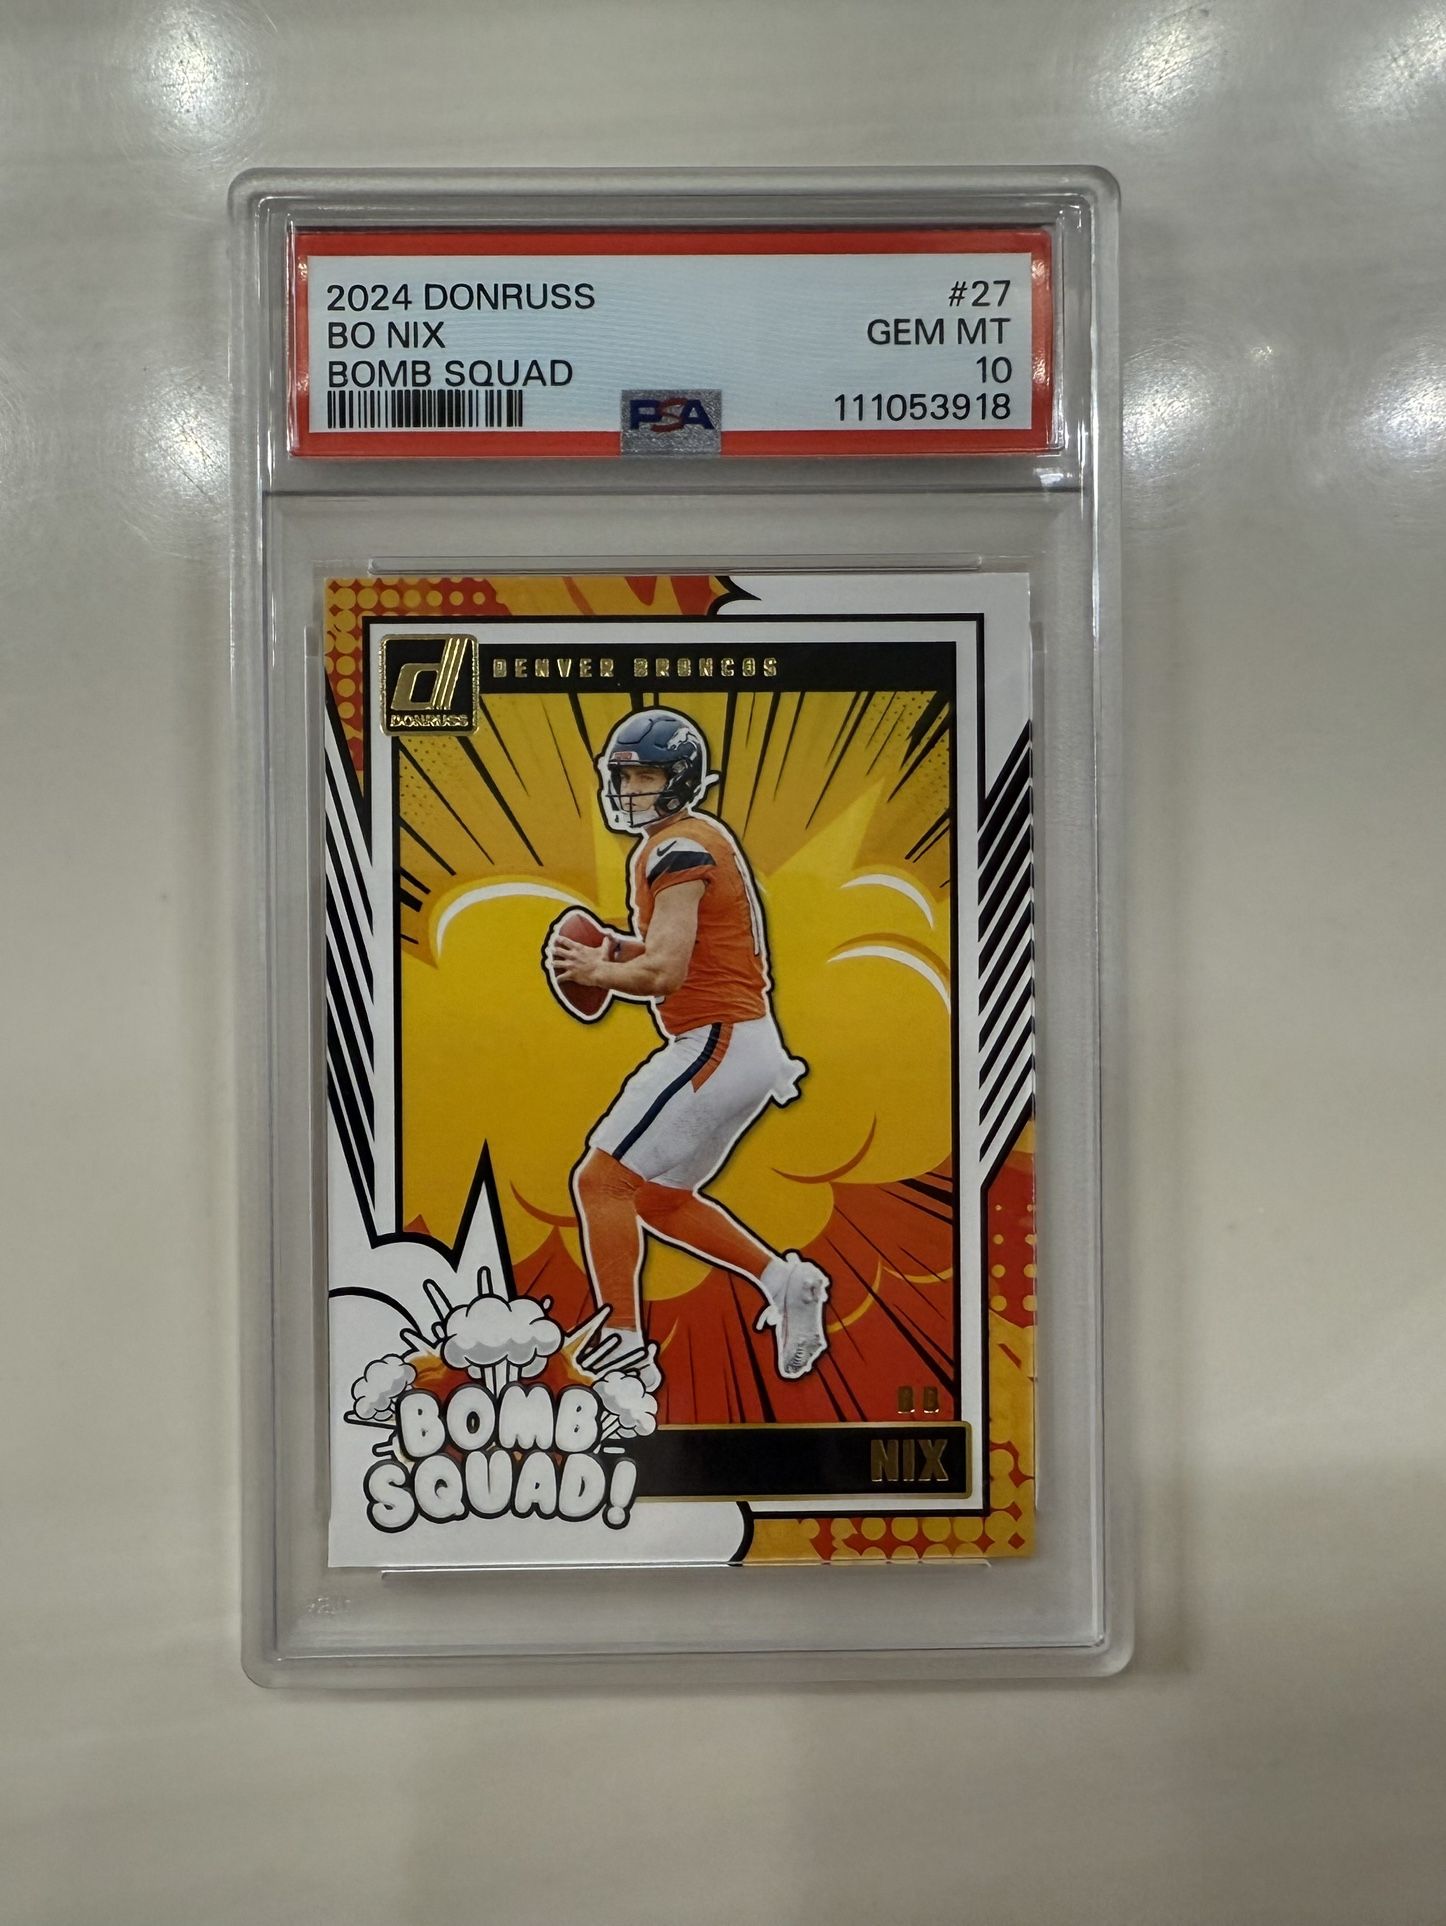 2024 DONRUSS #27
BO NIX GEM MT
BOMB SQUAD 10
PSA 111053918
DONRUSS
DENVER BRONCOS
BO
NIX
BOMB
SQUAD!